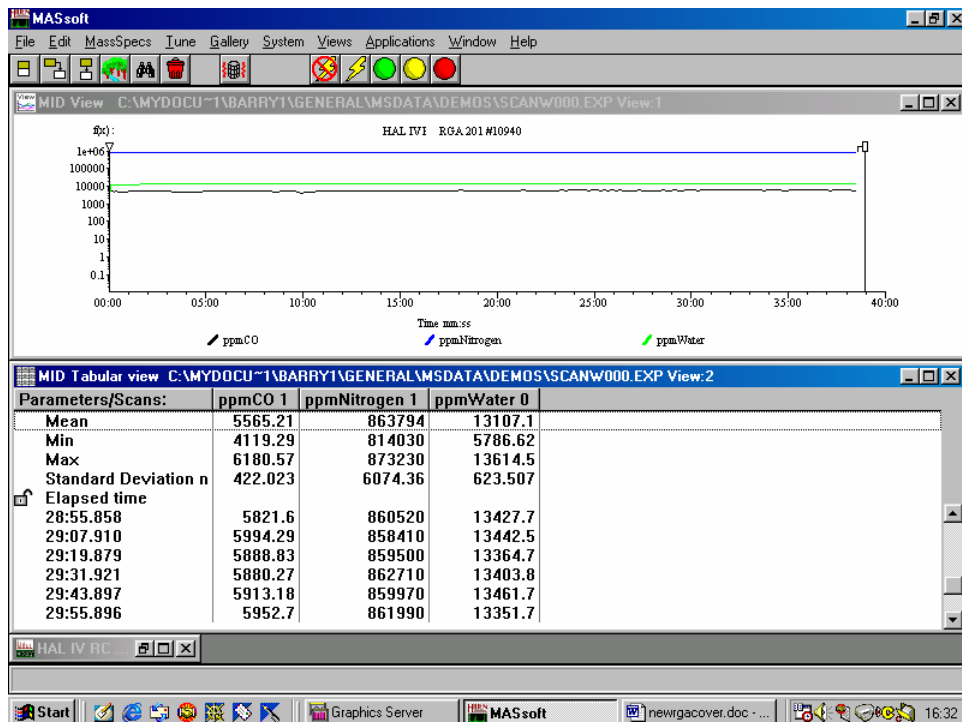 MASsoft
File Edit MassSpecs Tune Gallery System Views Applications Window Help
MID View C:\MYDOCU~1\BARRY1\GENERAL\MSDATA\DEMOS\SCANW000.EXP View:1
f(x): HAL IVI RGA 201 #10940
1e+06
100000
10000
1000
100
10
1
0.1
00:00 05:00 10:00 15:00 20:00 25:00 30:00 35:00 40:00
Time mm:ss
ppmCO ppmNitrogen ppmWater
MID Tabular view C:\MYDOCU~1\BARRY1\GENERAL\MSDATA\DEMOS\SCANW000.EXP View:2
Parameters/Scans: ppmCO 1 ppmNitrogen 1 ppmWater 0
Mean 5565.21 863794 13107.1
Min 4119.29 814030 5786.62
Max 6180.57 873230 13614.5
Standard Deviation n 422.023 6074.36 623.507
Elapsed time
28:55.858 5821.6 860520 13427.7
29:07.910 5994.29 858410 13442.5
29:19.879 5888.83 859500 13364.7
29:31.921 5880.27 862710 13403.8
29:43.897 5913.18 859970 13461.7
29:55.896 5952.7 861990 13351.7
HAL IV RC ...
Start Graphics Server MASsoft newrgacover.doc - ... 16:32